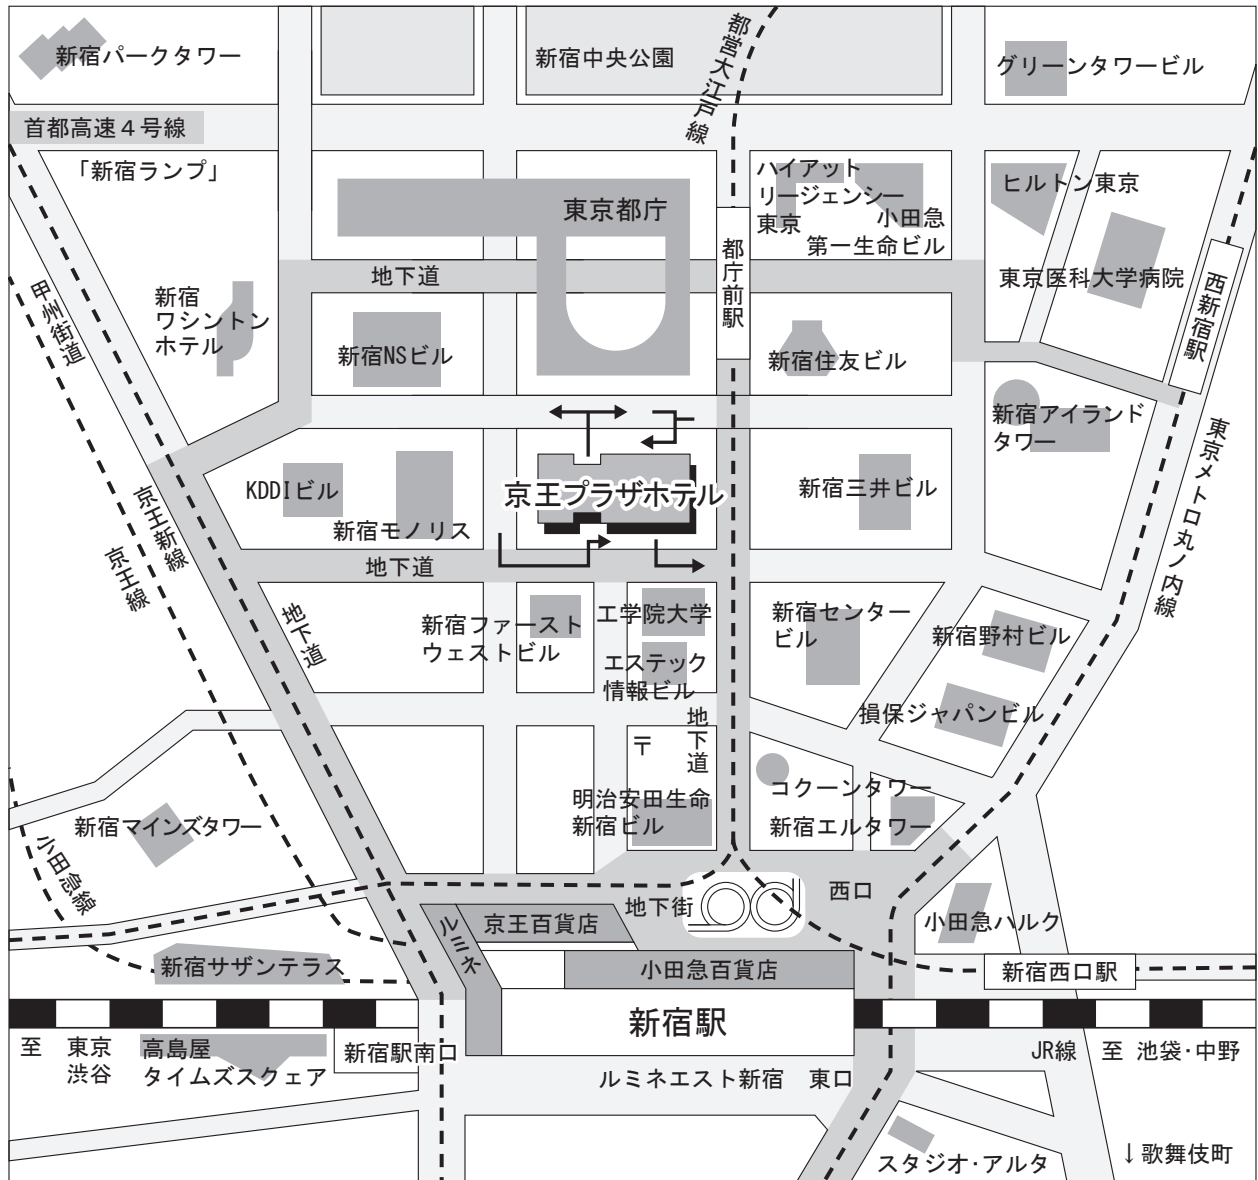 新宿パークタワー
新宿中央公園
都営大江戸線
グリーンタワービル
首都高速４号線
「新宿ランプ」
東京都庁
ハイアット
リージェンシー
東京
小田急
第一生命ビル
ヒルトン東京
地下道
都庁前駅
東京医科大学病院
西新宿駅
甲州街道
新宿
ワシントン
ホテル
新宿NSビル
新宿住友ビル
新宿アイランド
タワー
東京メトロ丸ノ内線
KDDIビル
新宿モノリス
京王プラザホテル
新宿三井ビル
京王新線
京王線
地下道
地下道
新宿ファースト
ウェストビル
工学院大学
エステック
情報ビル
新宿センター
ビル
新宿野村ビル
損保ジャパンビル
〒
地下道
明治安田生命
新宿ビル
コクーンタワー
新宿エルタワー
新宿マインズタワー
小田急線
地下街
西口
小田急ハルク
ルミネ
京王百貨店
新宿サザンテラス
小田急百貨店
新宿西口駅
新宿駅
至 東京
渋谷
高島屋
タイムズスクェア
新宿駅南口
JR線 至 池袋･中野
ルミネエスト新宿 東口
スタジオ･アルタ
↓歌舞伎町